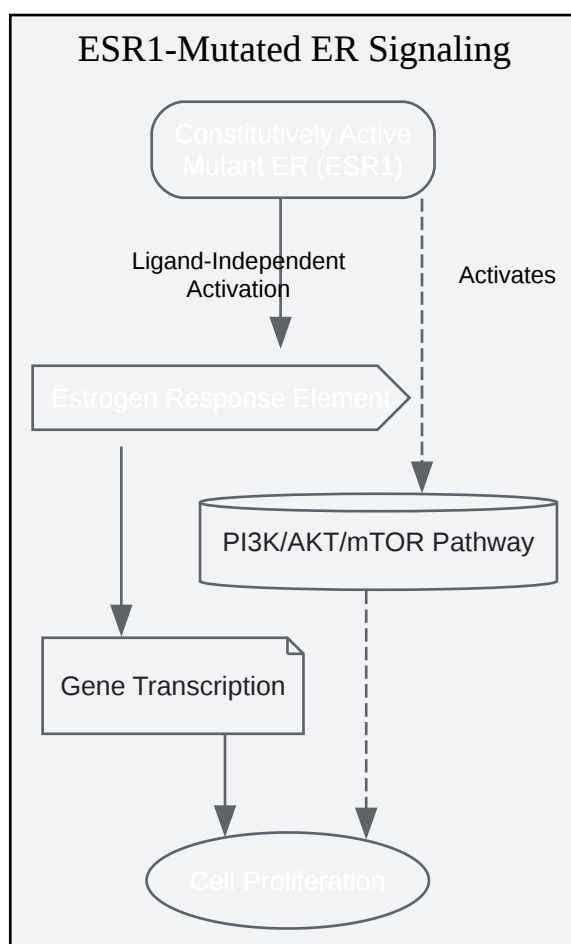 ESR1-Mutated ER Signaling
Constitutively Active
Mutant ER (ESR1)
Ligand-Independent
Activation
Activates
Estrogen Response Element
PI3K/AKT/mTOR Pathway
Gene Transcription
Cell Proliferation